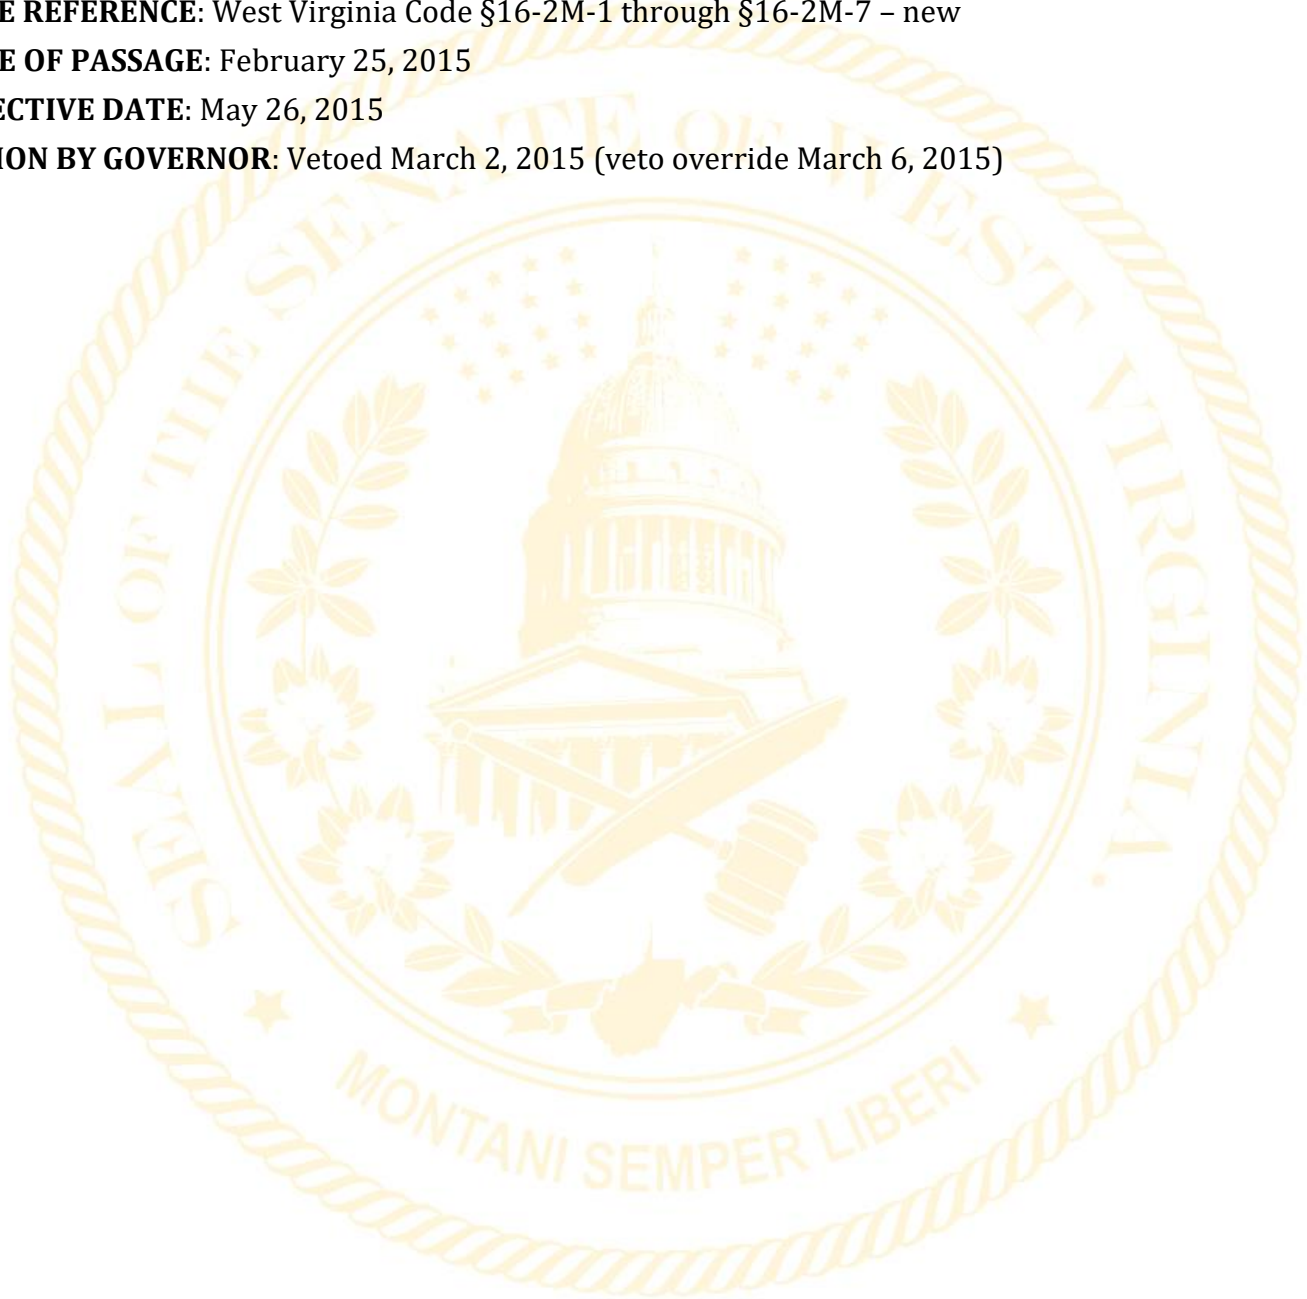 E REFERENCE: West Virginia Code §16-2M-1 through §16-2M-7 – new
E OF PASSAGE: February 25, 2015
ECTIVE DATE: May 26, 2015
ION BY GOVERNOR: Vetoed March 2, 2015 (veto override March 6, 2015)
SEAL OF THE SENATE OF WEST VIRGINIA
MONTANI SEMPER LIBERI